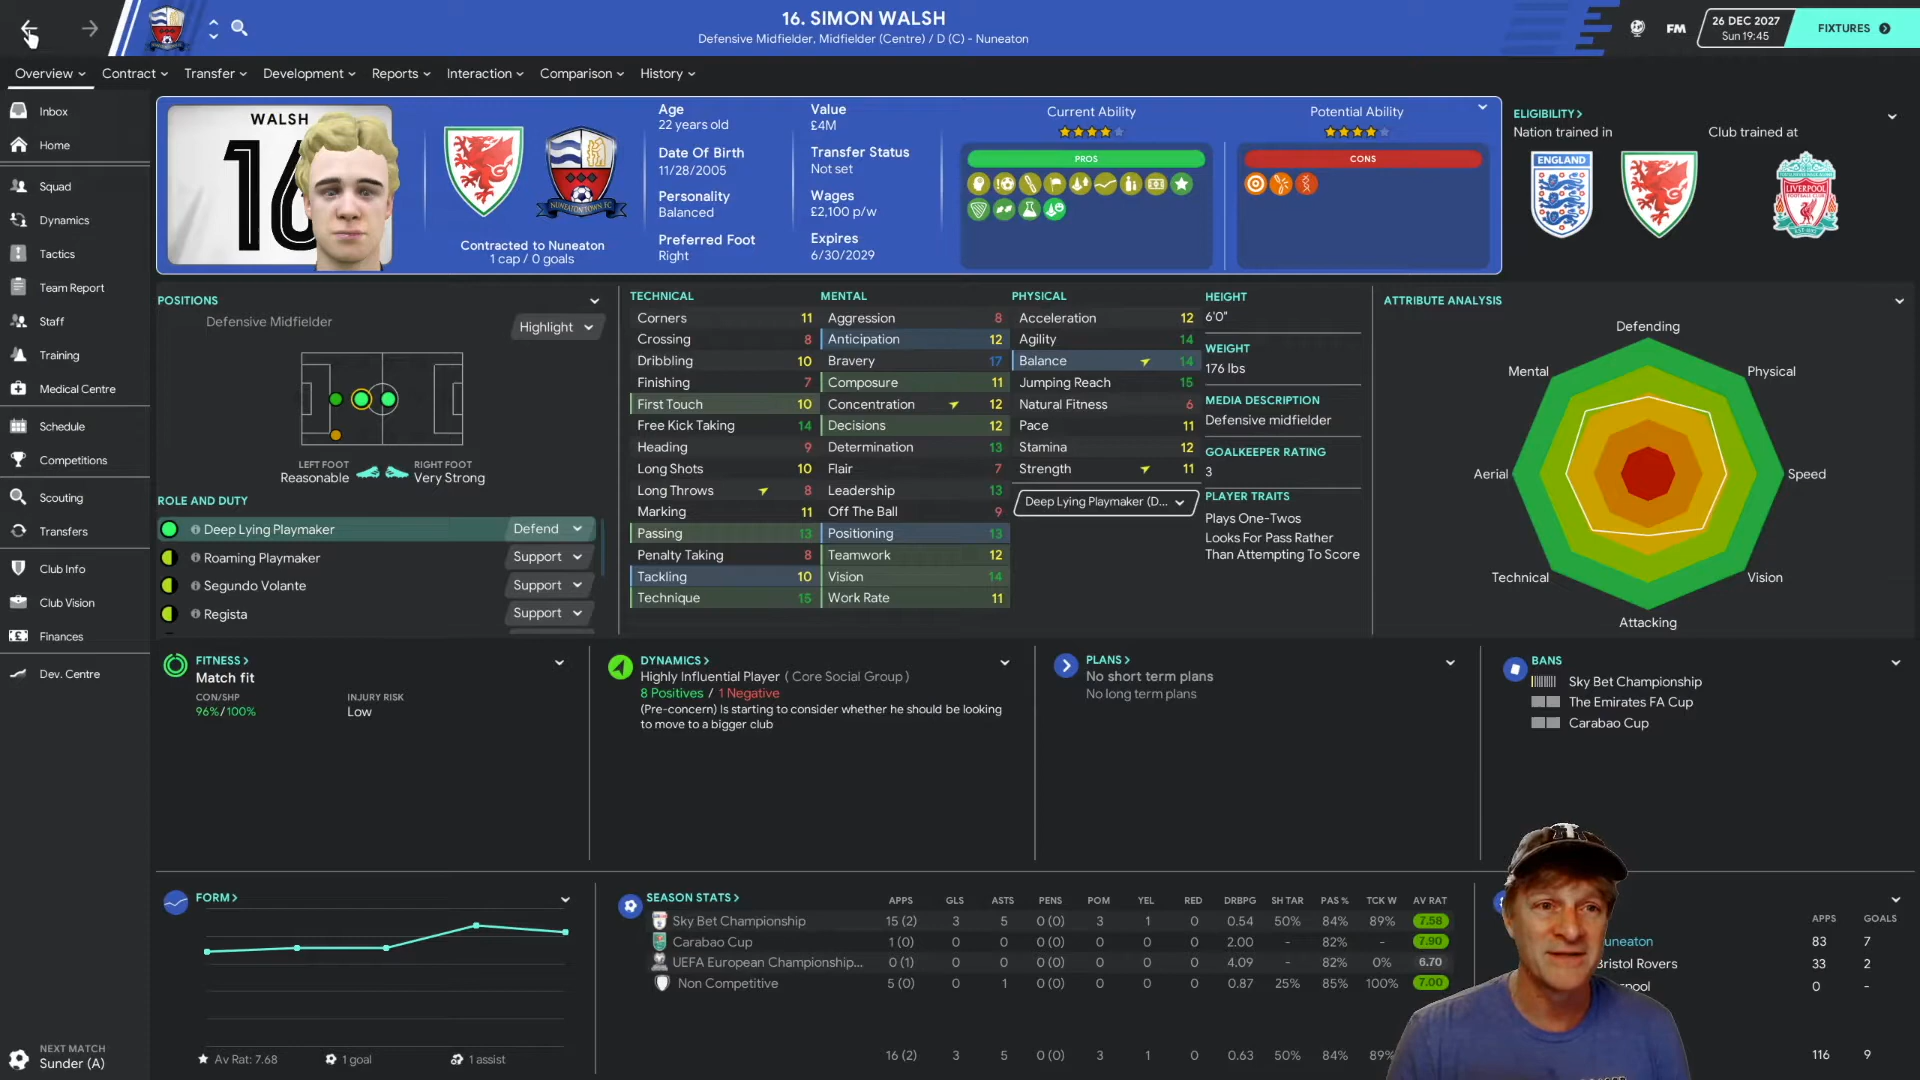 16. SIMON WALSH
Defensive Midfielder, Midfielder (Centre) / D (C) - Nuneaton
FM
26 DEC 2027
Sun 19:45
FIXTURES
Overview Contract Transfer Development Reports Interaction Comparison History
Inbox
Home
Squad
Dynamics
Tactics
Team Report
Staff
Training
Medical Centre
Schedule
Competitions
Scouting
Transfers
Club Info
Club Vision
Finances
Dev. Centre
NEXT MATCH
Sunder (A)
WALSH
16
NUNEATON TOWN FC
Contracted to Nuneaton
1 cap / 0 goals
Age
22 years old
Date Of Birth
11/28/2005
Personality
Balanced
Preferred Foot
Right
Value
£4M
Transfer Status
Not set
Wages
£2,100 p/w
Expires
6/30/2029
Current Ability
PROS
Potential Ability
CONS
ELIGIBILITY>
Nation trained in
Club trained at
ENGLAND
LIVERPOOL
POSITIONS
Defensive Midfielder
Highlight
LEFT FOOT
Reasonable
RIGHT FOOT
Very Strong
ROLE AND DUTY
Deep Lying Playmaker Defend
Roaming Playmaker Support
Segundo Volante Support
Regista Support
TECHNICAL
Corners 11
Crossing 8
Dribbling 10
Finishing 7
First Touch 10
Free Kick Taking 14
Heading 9
Long Shots 10
Long Throws 8
Marking 11
Passing 13
Penalty Taking 8
Tackling 10
Technique 15
MENTAL
Aggression 8
Anticipation 12
Bravery 17
Composure 11
Concentration 12
Decisions 12
Determination 13
Flair 7
Leadership 13
Off The Ball 9
Positioning 13
Teamwork 12
Vision 14
Work Rate 11
PHYSICAL
Acceleration 12
Agility 14
Balance 14
Jumping Reach 15
Natural Fitness 6
Pace 11
Stamina 12
Strength 11
Deep Lying Playmaker (D...
HEIGHT
6'0"
WEIGHT
176 lbs
MEDIA DESCRIPTION
Defensive midfielder
GOALKEEPER RATING
3
PLAYER TRAITS
Plays One-Twos
Looks For Pass Rather
Than Attempting To Score
ATTRIBUTE ANALYSIS
Defending
Physical
Speed
Vision
Attacking
Technical
Aerial
Mental
FITNESS>
Match fit
CON/SHP
96%/100%
INJURY RISK
Low
DYNAMICS>
Highly Influential Player ( Core Social Group )
8 Positives / 1 Negative
(Pre-concern) Is starting to consider whether he should be looking
to move to a bigger club
PLANS>
No short term plans
No long term plans
BANS
Sky Bet Championship
The Emirates FA Cup
Carabao Cup
FORM>
Av Rat: 7.68 1 goal 1 assist
SEASON STATS> APPS GLS ASTS PENS POM YEL RED DRBPG SH TAR PAS % TCK W AV RAT
Sky Bet Championship 15 (2) 3 5 0 (0) 3 1 0 0.54 50% 84% 89% 7.58
Carabao Cup 1 (0) 0 0 0 (0) 0 0 0 2.00 - 82% - 7.90
UEFA European Championship... 0 (1) 0 0 0 (0) 0 0 0 4.09 - 82% 0% 6.70
Non Competitive 5 (0) 0 1 0 (0) 0 0 0 0.87 25% 85% 100% 7.00
16 (2) 3 5 0 (0) 3 1 0 0.63 50% 84% 89%
APPS GOALS
uneaton 83 7
Bristol Rovers 33 2
pool 0 -
116 9